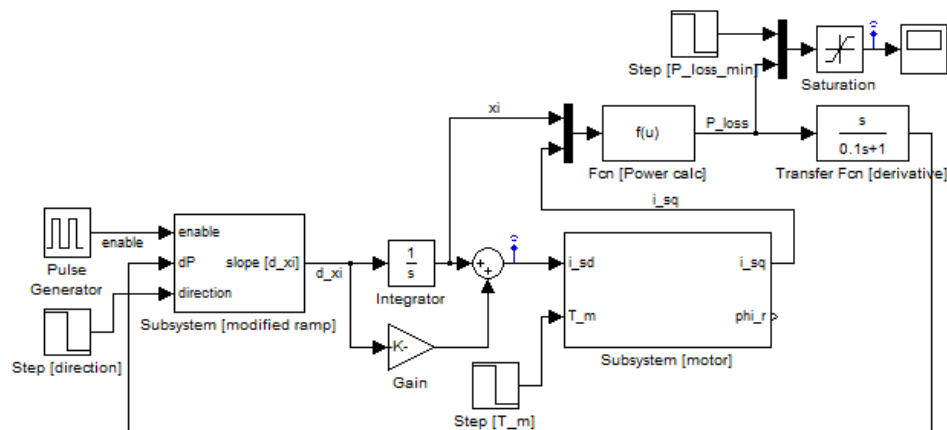 Step [P_loss_min]
Saturation
xi
f(u)
P_loss
s
0.1s+1
Fcn [Power calc]
Transfer Fcn [derivative]
i_sq
enable
Pulse
Generator
enable
dP
direction
slope [d_xi]
d_xi
Subsystem [modified ramp]
1
s
Integrator
+
+
i_sd
i_sq
T_m
phi_r
Subsystem [motor]
Step [direction]
K-
Gain
Step [T_m]